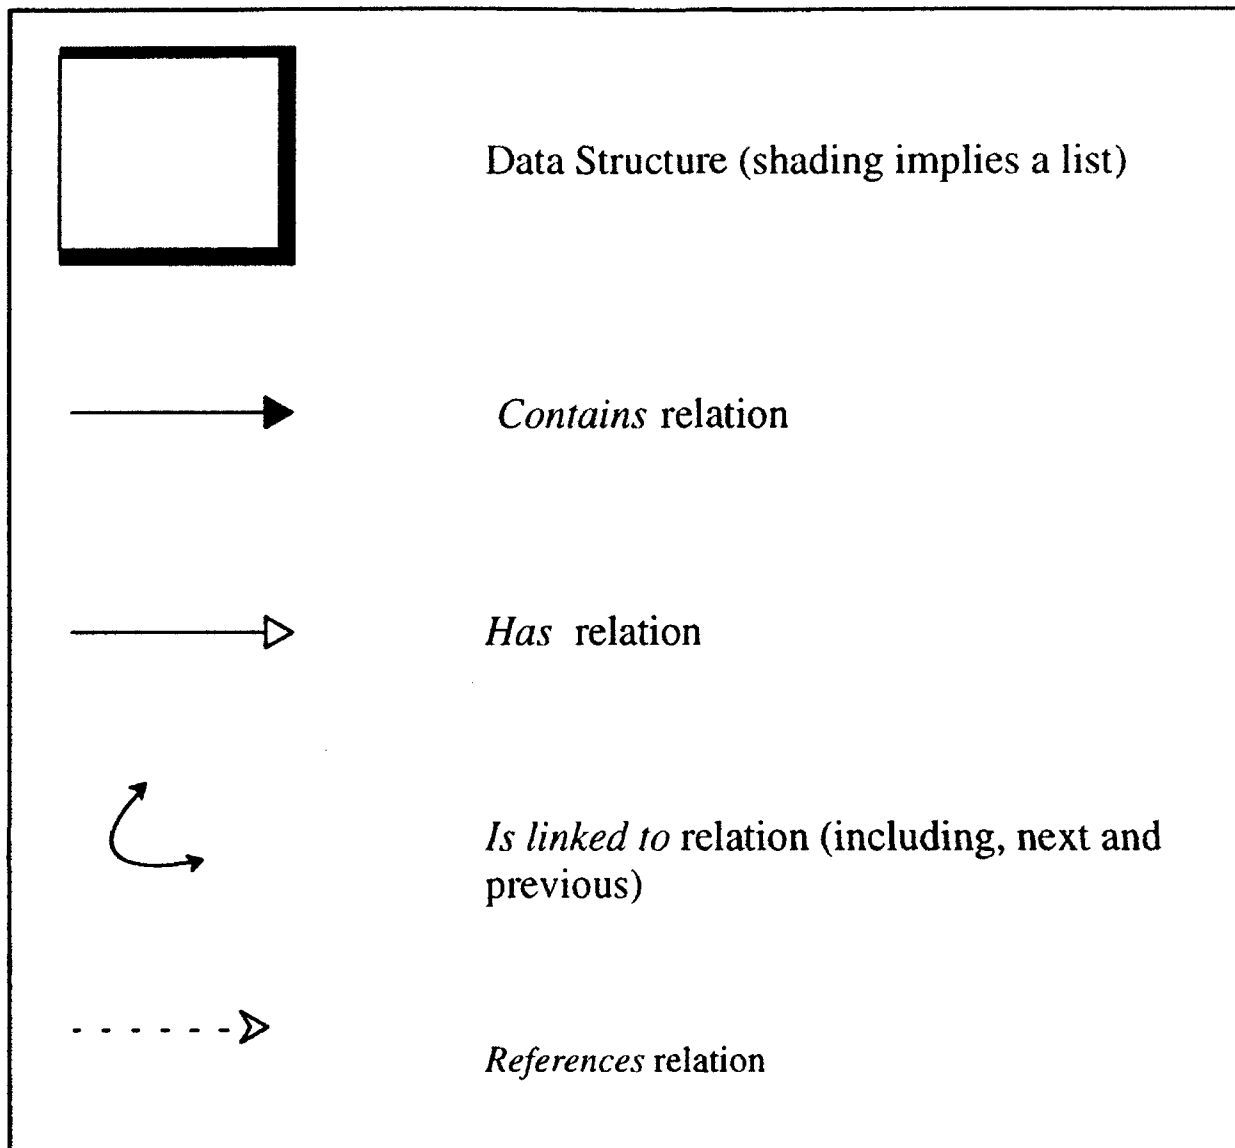 Data Structure (shading implies a list)
Contains relation
Has relation
Is linked to relation (including, next and
previous)
References relation